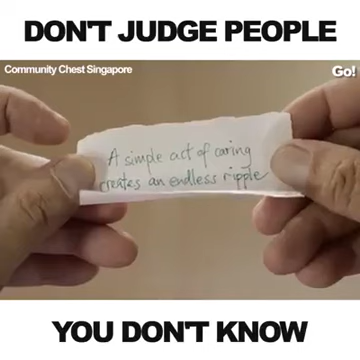 DON'T JUDGE PEOPLE
Community Chest Singapore
Go!
A simple act of caring
creates an endless ripple
YOU DON'T KNOW